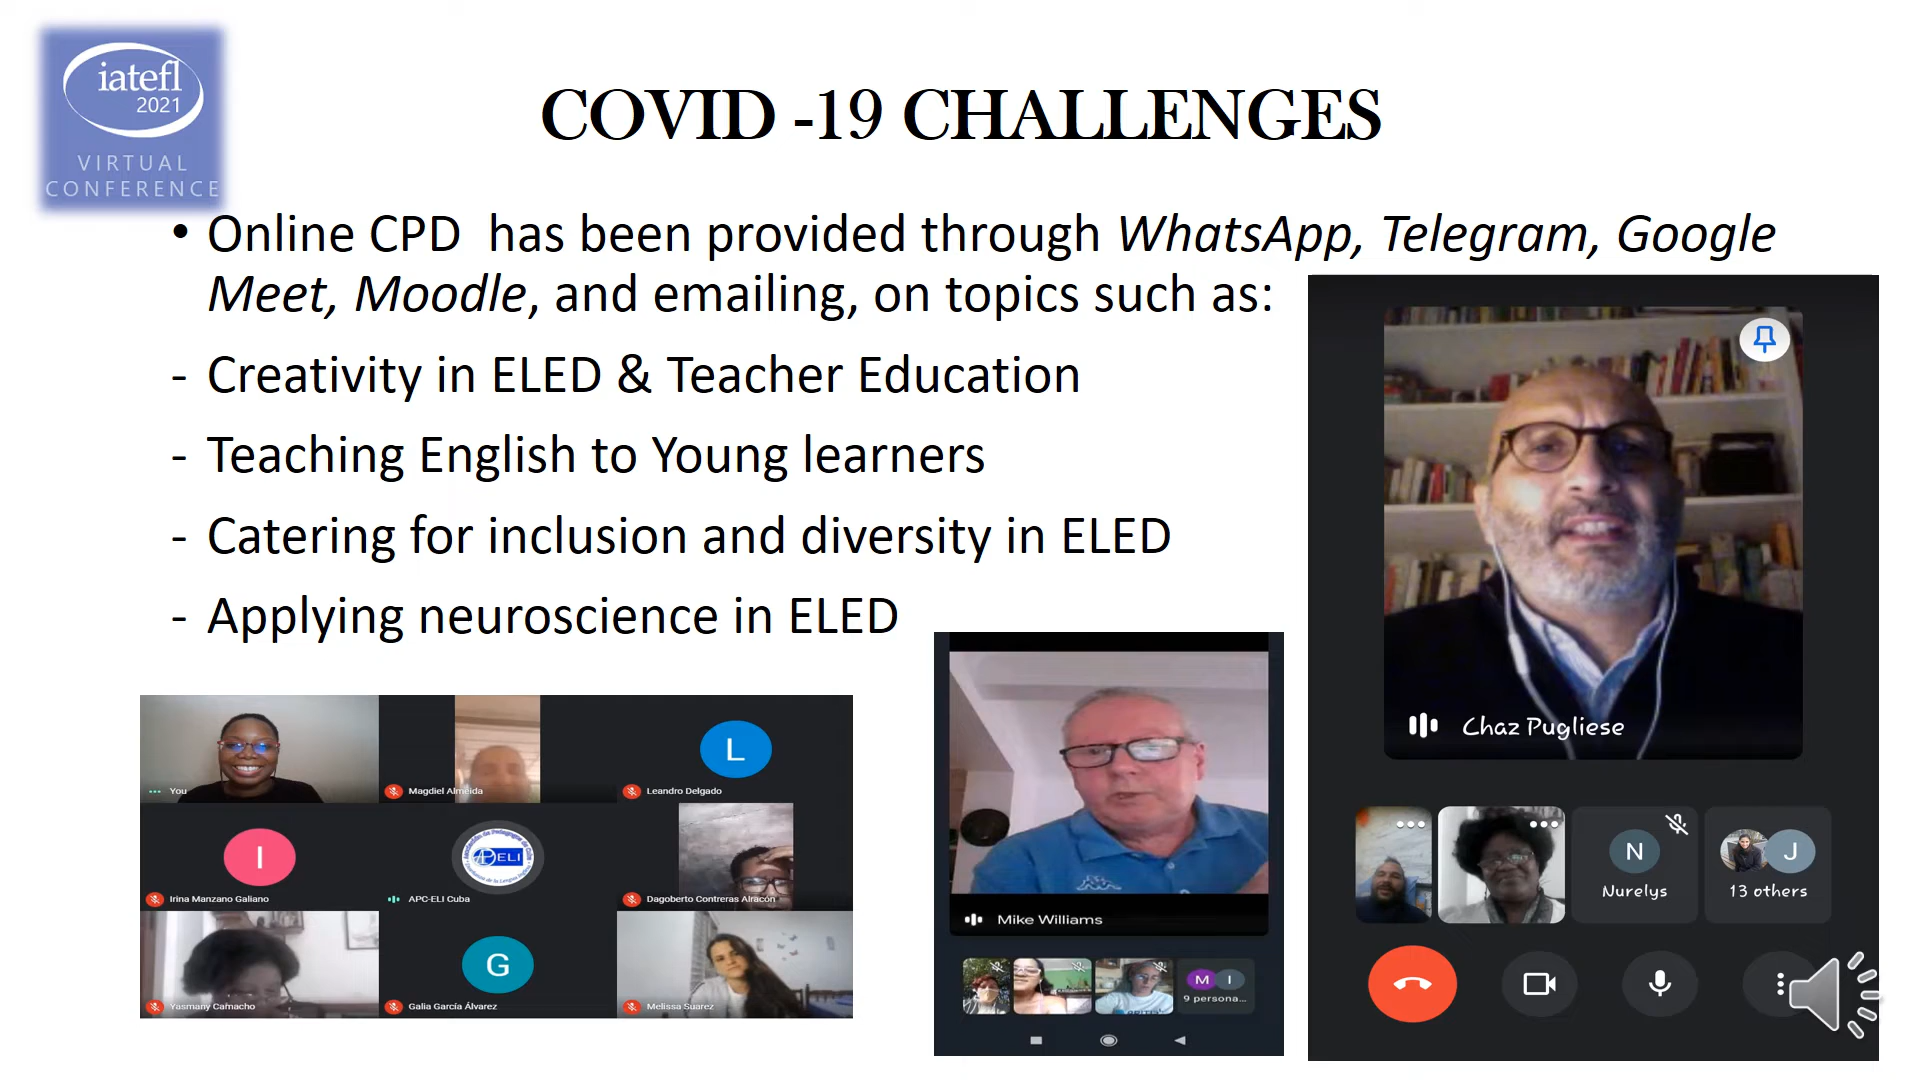 iatefl
2021
VIRTUAL
CONFERENCE
COVID -19 CHALLENGES
• Online CPD has been provided through WhatsApp, Telegram, Google
Meet, Moodle, and emailing, on topics such as:
- Creativity in ELED & Teacher Education
- Teaching English to Young learners
- Catering for inclusion and diversity in ELED
- Applying neuroscience in ELED
You
Magdiel Almeida
L
Leandro Delgado
I
Irina Manzano Galiano
ELI
APC-ELI Cuba
Dagoberto Contreras Alracón
Yasmany Camacho
G
Galia García Álvarez
Melissa Suarez
Mike Williams
M I
9 persona...
Chaz Pugliese
N
Nurelys
J
13 others